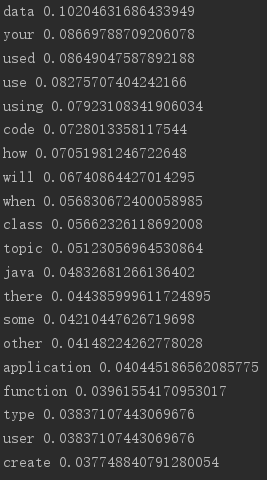 data 0.10204631686433949
your 0.08669788709206078
used 0.08649047587892188
use 0.08275707404242166
using 0.07923108341906034
code 0.0728013358117544
how 0.07051981246722648
will 0.06740864427014295
when 0.056830672400058985
class 0.05662326118692008
topic 0.05123056964530864
java 0.04832681266136402
there 0.044385999611724895
some 0.04210447626719698
other 0.04148224262778028
application 0.040445186562085775
function 0.03961554170953017
type 0.03837107443069676
user 0.03837107443069676
create 0.037748840791280054